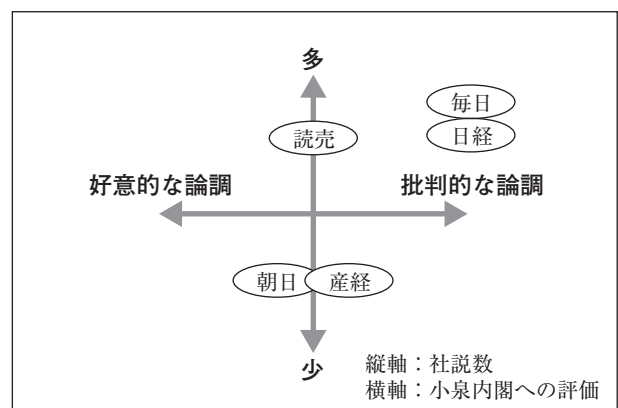 多
毎日
日経
読売
好意的な論調
批判的な論調
朝日
産経
少
縦軸：社説数
横軸：小泉内閣への評価